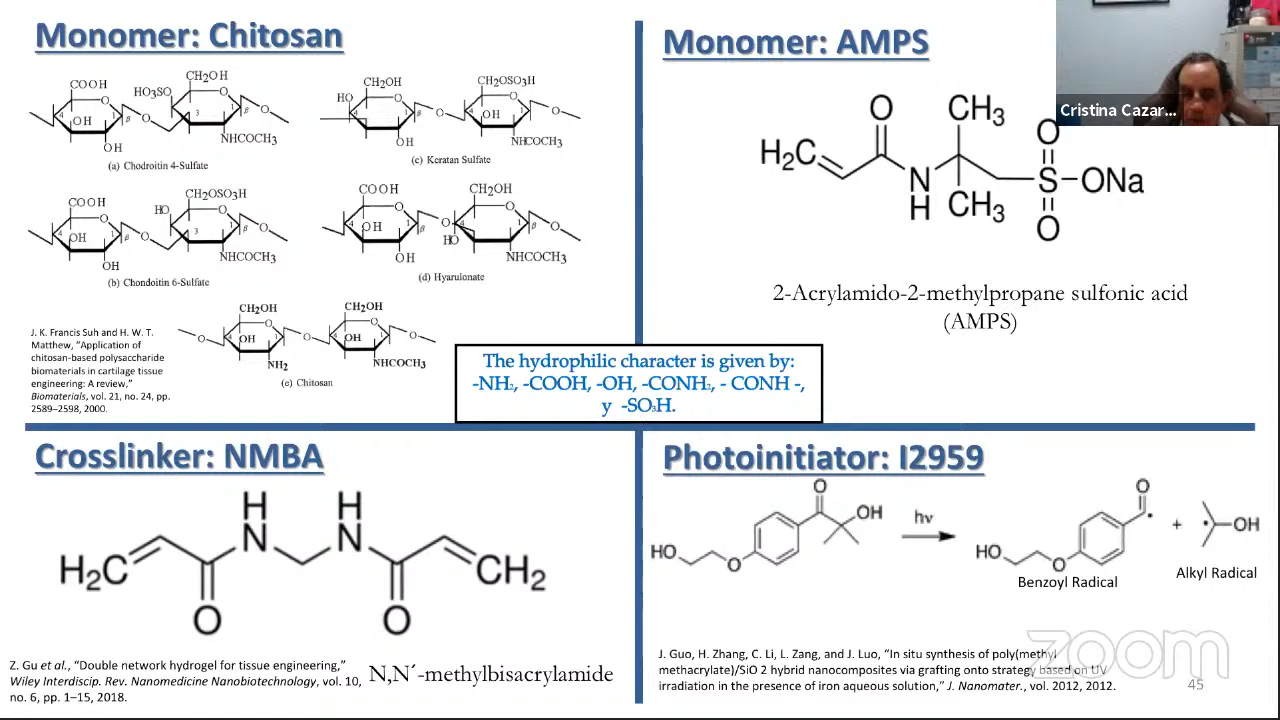 Monomer: Chitosan
COOH
OH
OH
HO3SO
CH2OH
4
β
O
3
1
β
O
NHCOCH3
(a) Chodroitin 4-Sulfate
CH2OH
HO
OH
CH2OSO3H
OH
NHCOCH3
(c) Keratan Sulfate
COOH
OH
OH
HO
CH2OSO3H
3
NHCOCH3
(b) Chondoitin 6-Sulfate
COOH
OH
OH
CH2OH
HO
NHCOCH3
(d) Hyarulonate
CH2OH
OH
NH2
CH2OH
OH
NHCOCH3
(e) Chitosan
J. K. Francis Suh and H. W. T.
Matthew, "Application of
chitosan-based polysaccharide
biomaterials in cartilage tissue
engineering: A review,"
Biomaterials, vol. 21, no. 24, pp.
2589–2598, 2000.
Monomer: AMPS
H2C
O
N
H
CH3
CH3
O
S
O
ONa
2-Acrylamido-2-methylpropane sulfonic acid
(AMPS)
Cristina Cazar...
The hydrophilic character is given by:
-NH2, -COOH, -OH, -CONH2, - CONH -,
y -SO3H.
Crosslinker: NMBA
H H
H2C N N CH2
O O
Z. Gu et al., "Double network hydrogel for tissue engineering,"
Wiley Interdiscip. Rev. Nanomedicine Nanobiotechnology, vol. 10,
no. 6, pp. 1–15, 2018.
N,N´-methylbisacrylamide
Photoinitiator: I2959
O
OH
HO
O
hν
O
HO
O
Benzoyl Radical
+
OH
Alkyl Radical
J. Guo, H. Zhang, C. Li, L. Zang, and J. Luo, "In situ synthesis of poly(methyl
methacrylate)/SiO 2 hybrid nanocomposites via grafting onto strategy based on UV
irradiation in the presence of iron aqueous solution," J. Nanomater., vol. 2012, 2012.
zoom
45